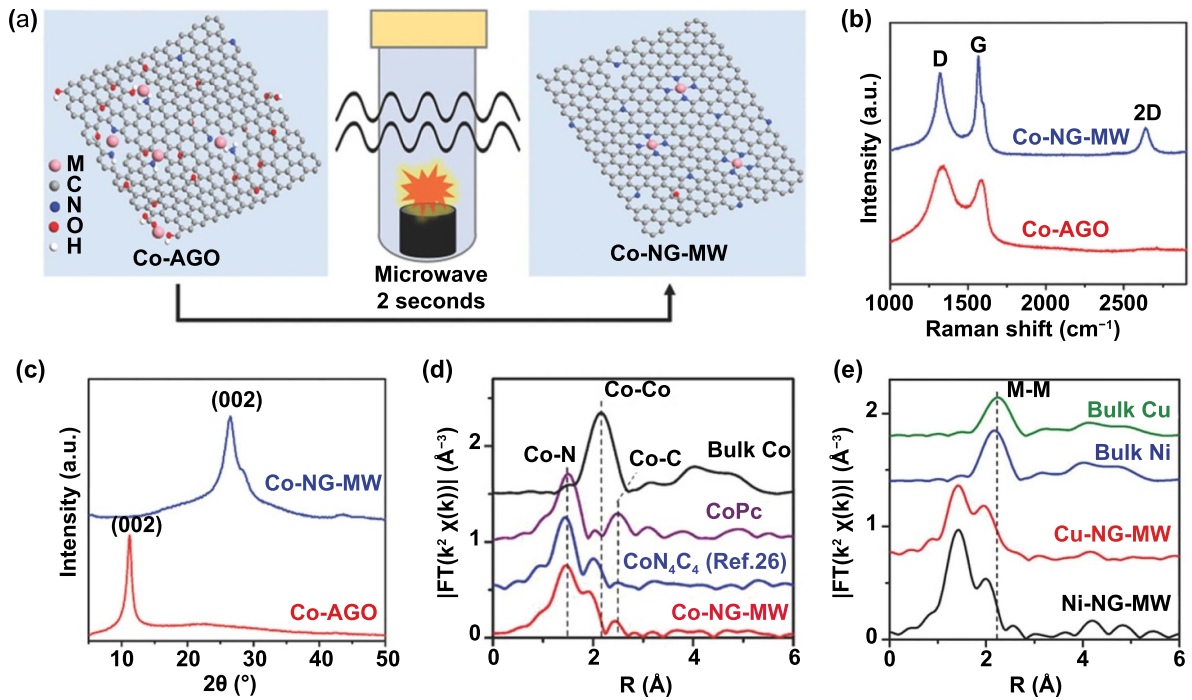 (a)
M
C
N
O
H
Co-AGO
Microwave
2 seconds
Co-NG-MW
(b)
Intensity (a.u.)
D
G
2D
Co-NG-MW
Co-AGO
1000
1500
2000
2500
Raman shift (cm⁻¹)
(c)
Intensity (a.u.)
(002)
Co-NG-MW
(002)
Co-AGO
10
20
30
40
50
2θ (°)
(d)
|FT(k² χ(k))| (Å⁻³)
2
1
0
Co-Co
Co-N
Co-C
Bulk Co
CoPc
CoN₄C₄ (Ref.26)
Co-NG-MW
0
2
4
6
R (Å)
(e)
|FT(k² χ(k))| (Å⁻³)
2
1
0
M-M
Bulk Cu
Bulk Ni
Cu-NG-MW
Ni-NG-MW
0
2
4
6
R (Å)